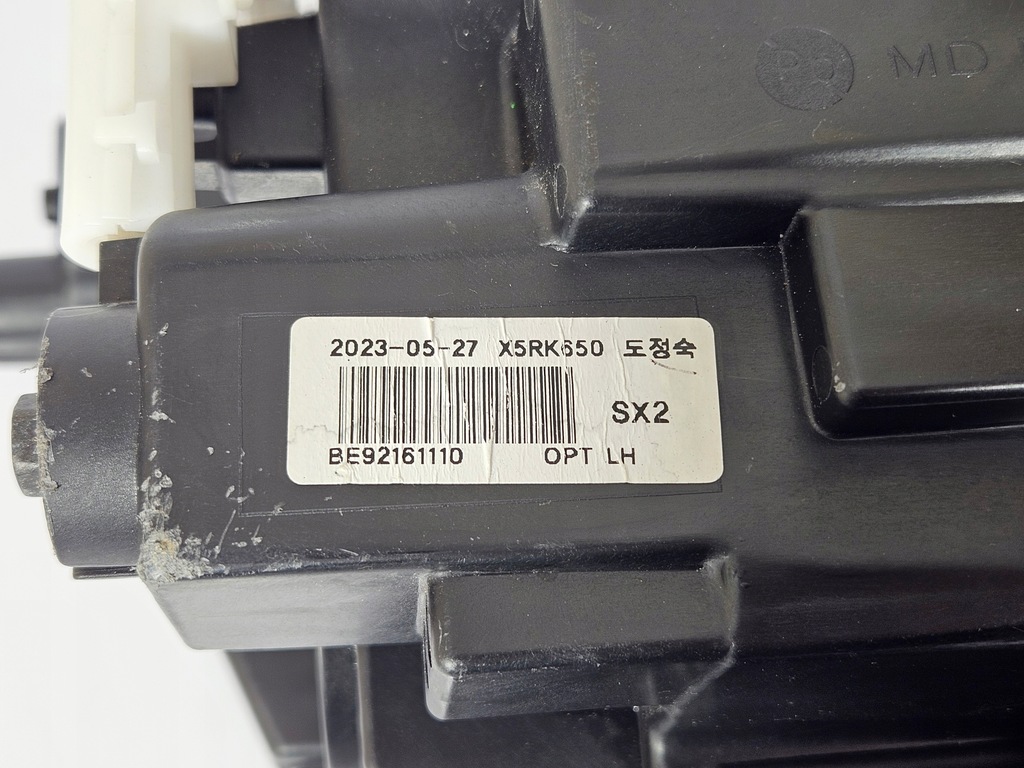 MD
2023-05-27 X5RK650 도정숙
SX2
BE92161110 OPT LH